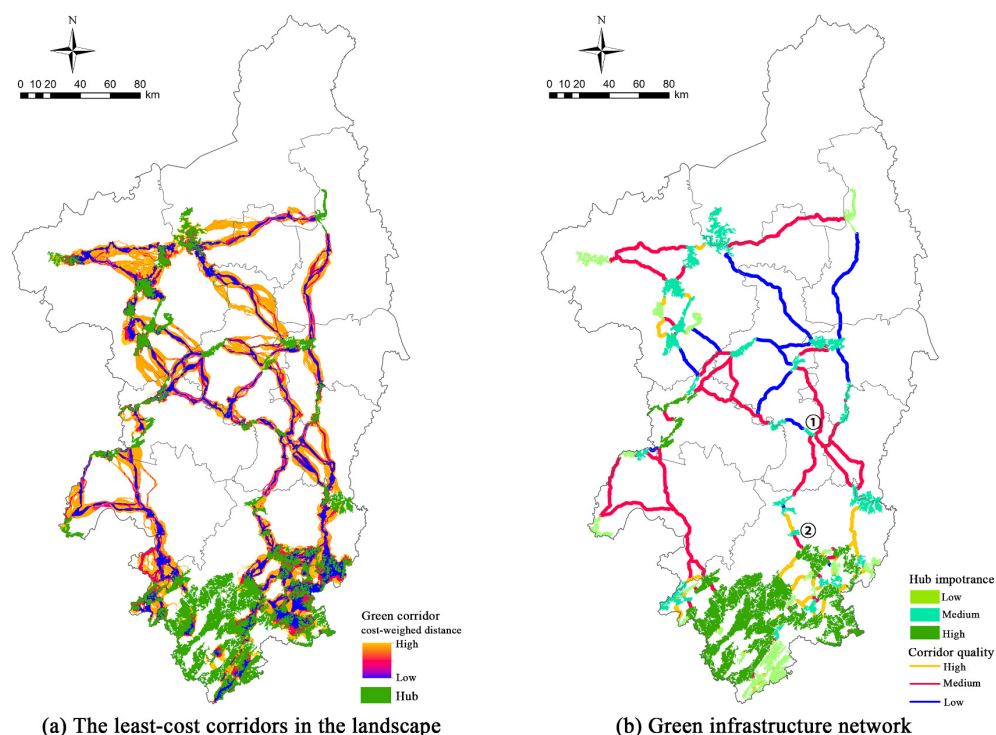 N
0 10 20 40 60 80
km
Green corridor
cost-weighed distance
High
Low
Hub
(a) The least-cost corridors in the landscape
N
0 10 20 40 60 80
km
①
②
Hub impotrance
Low
Medium
High
Corridor quality
High
Medium
Low
(b) Green infrastructure network